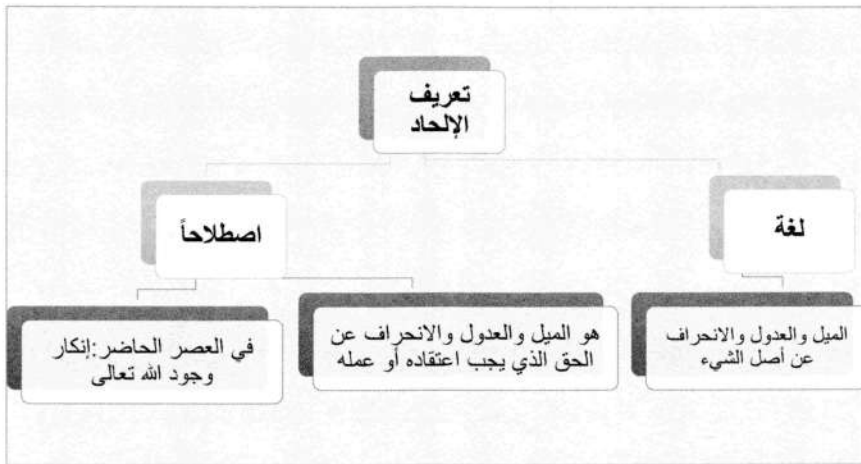 تعريف
الإلحاد
لغة
اصطلاحاً
الميل والعدول والانحراف
عن أصل الشيء
هو الميل والعدول والانحراف عن
الحق الذي يجب اعتقاده أو عمله
في العصر الحاضر:إنكار
وجود الله تعالى